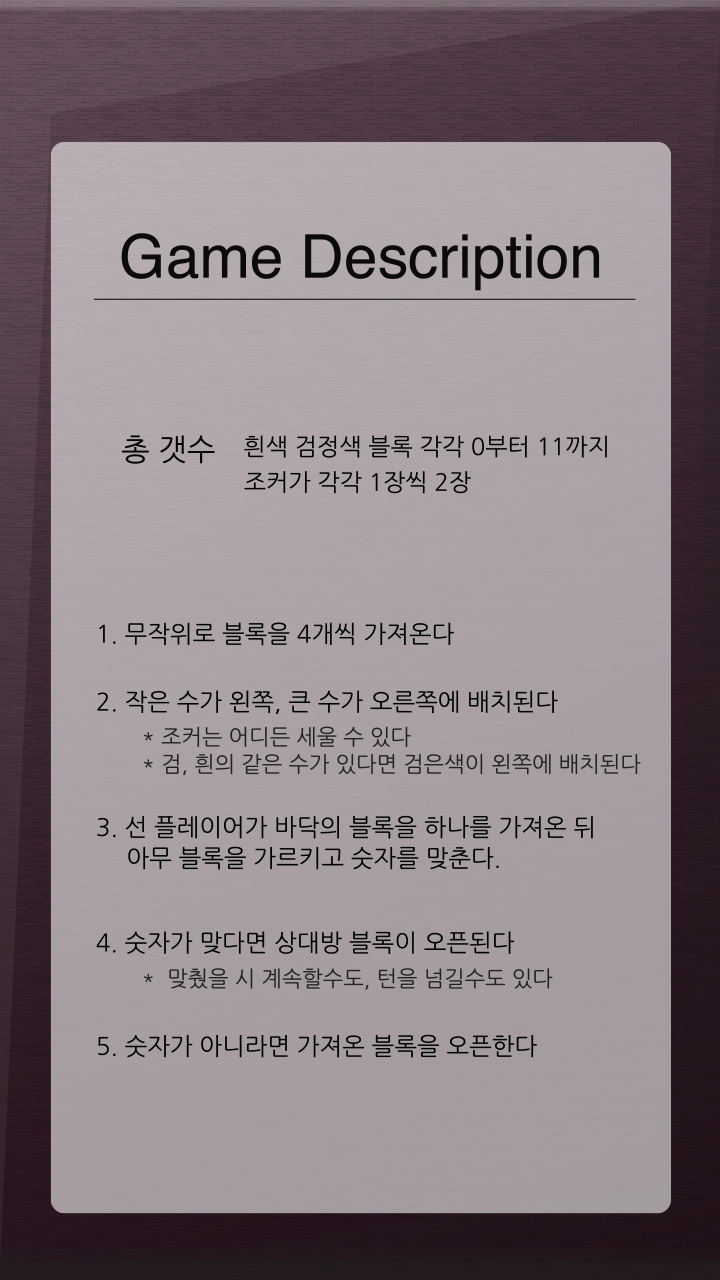 Game Description
총 갯수 흰색 검정색 블록 각각 0부터 11까지
조커가 각각 1장씩 2장
1. 무작위로 블록을 4개씩 가져온다
2. 작은 수가 왼쪽, 큰 수가 오른쪽에 배치된다
* 조커는 어디든 세울 수 있다
* 검, 흰의 같은 수가 있다면 검은색이 왼쪽에 배치된다
3. 선 플레이어가 바닥의 블록을 하나를 가져온 뒤
아무 블록을 가르키고 숫자를 맞춘다.
4. 숫자가 맞다면 상대방 블록이 오픈된다
* 맞췄을 시 계속할수도, 턴을 넘길수도 있다
5. 숫자가 아니라면 가져온 블록을 오픈한다